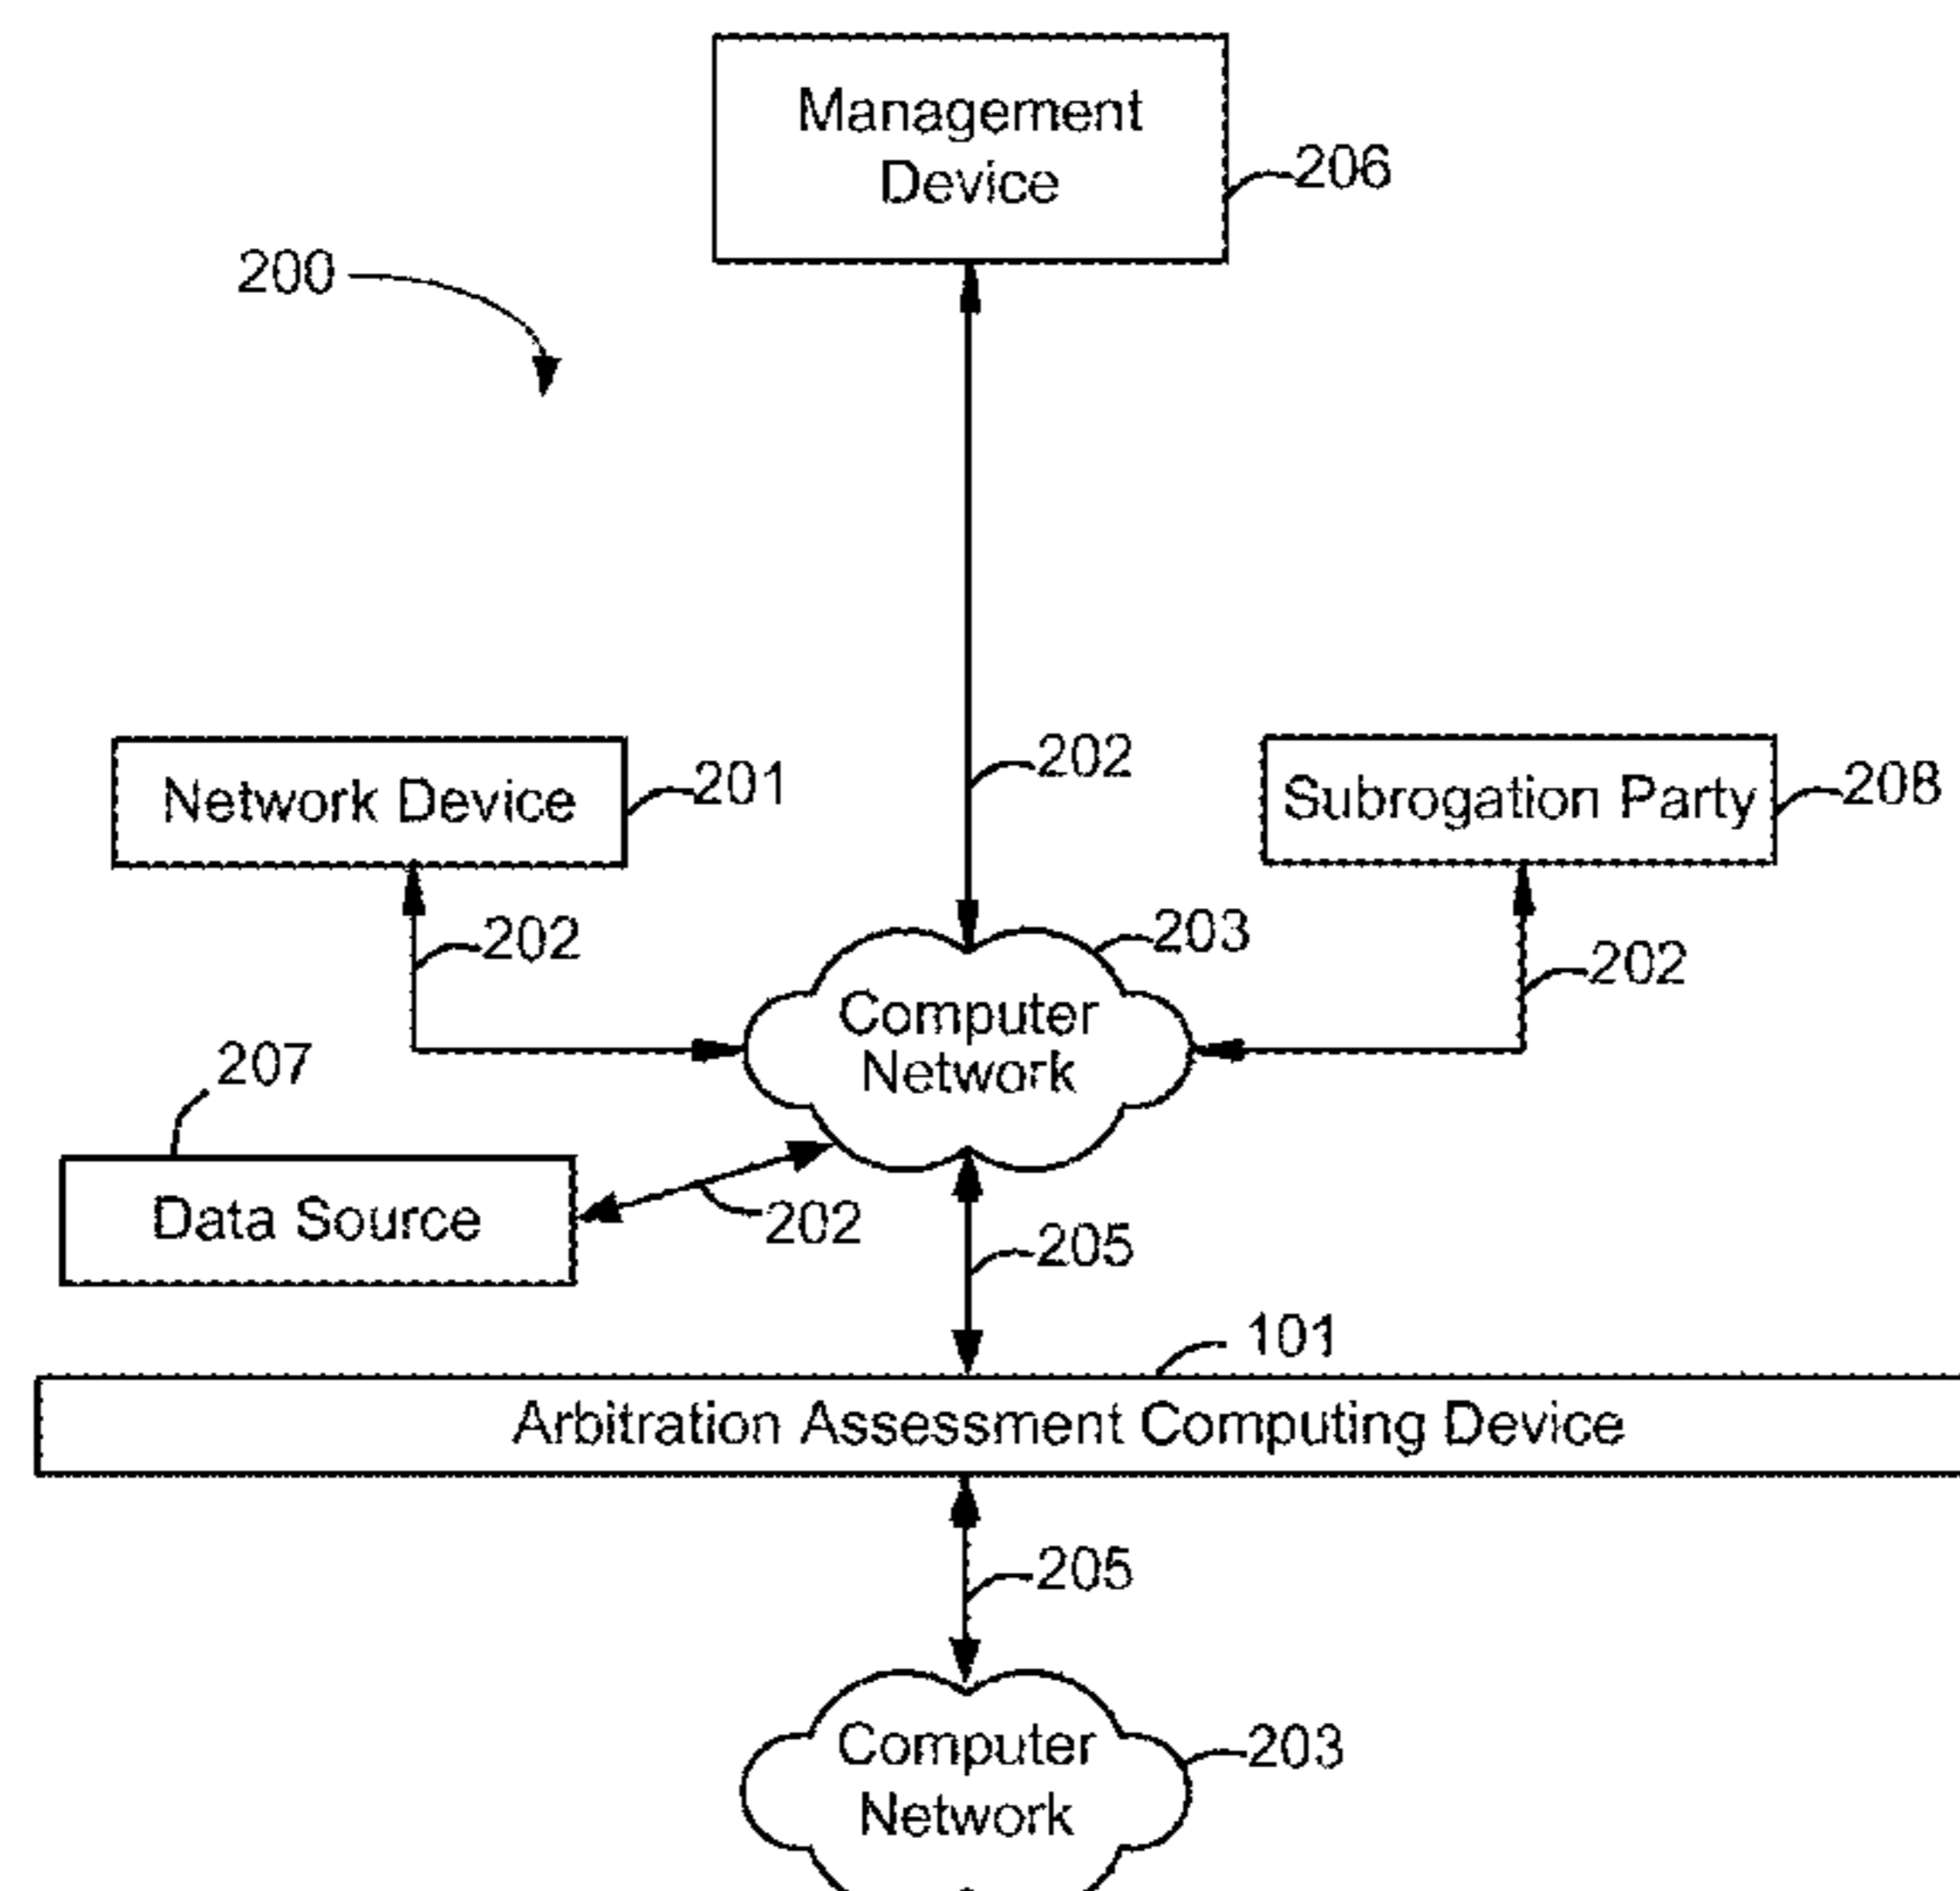 Management
Device
206
200
202
Network Device
201
Subrogation Party
208
202
203
202
Computer
Network
207
Data Source
202
205
101
Arbitration Assessment Computing Device
205
Computer
Network
203